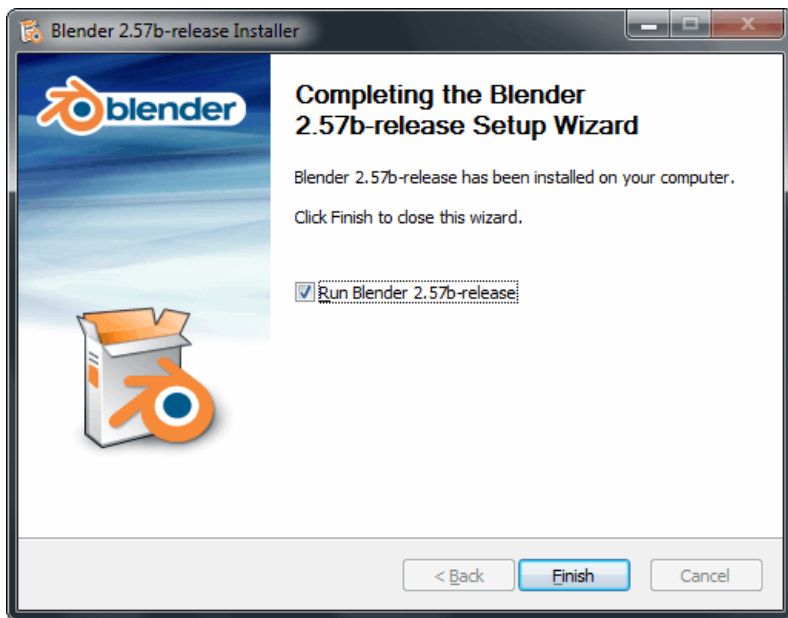 Blender 2.57b-release Installer
blender
Completing the Blender
2.57b-release Setup Wizard
Blender 2.57b-release has been installed on your computer.
Click Finish to close this wizard.
Run Blender 2.57b-release
< Back
Finish
Cancel